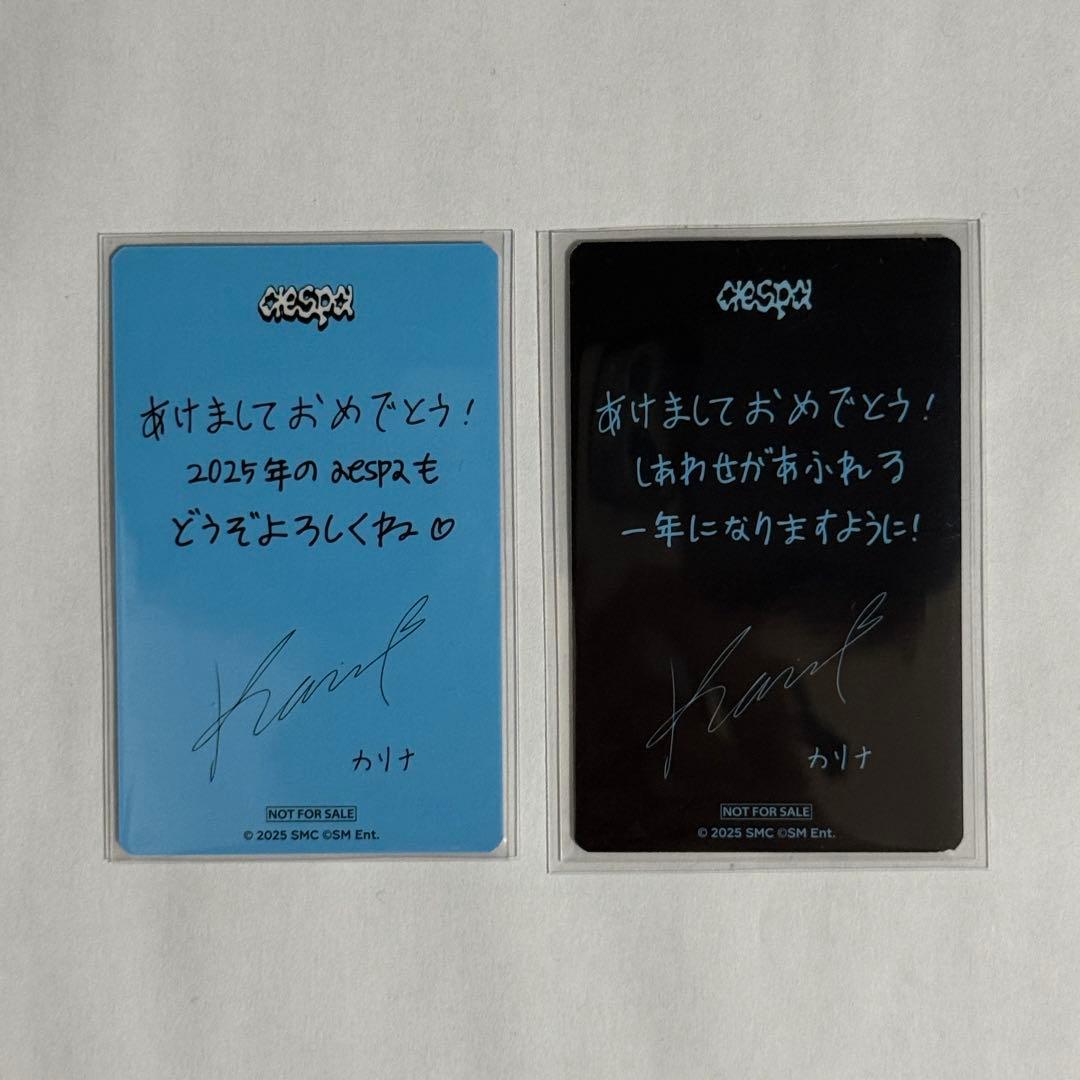 aespa
あけましておめでとう!
2025年のaespaも
どうぞよろしくね♡
Karina
カリナ
NOT FOR SALE
© 2025 SMC ©SM Ent.
aespa
あけましておめでとう!
しあわせがあふれる
一年になりますように!
Karina
カリナ
NOT FOR SALE
© 2025 SMC ©SM Ent.